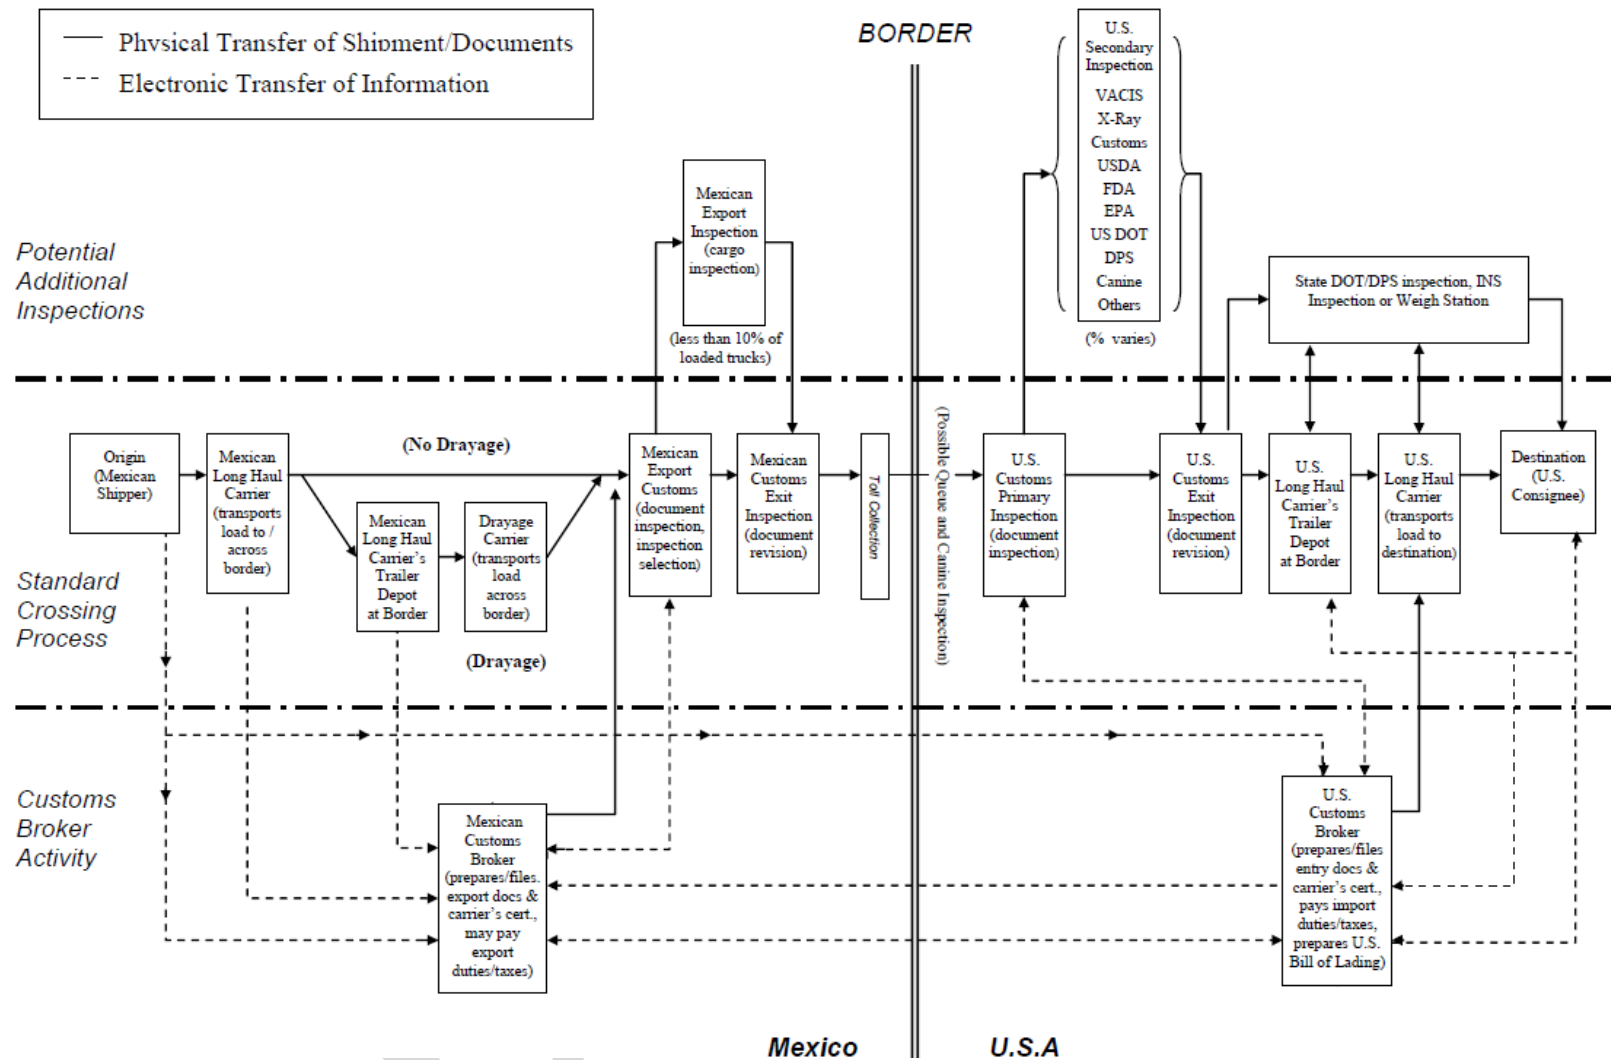 Physical Transfer of Shipment/Documents
Electronic Transfer of Information
BORDER
U.S.
Secondary
Inspection
VACIS
X-Ray
Customs
USDA
FDA
EPA
US DOT
DPS
Canine
Others
(% varies)
Mexican
Export
Inspection
(cargo
inspection)
(less than 10% of
loaded trucks)
Potential
Additional
Inspections
State DOT/DPS inspection, INS
Inspection or Weigh Station
Origin
(Mexican
Shipper)
Mexican
Long Haul
Carrier
(transports
load to /
across
border)
(No Drayage)
Mexican
Long Haul
Carrier's
Trailer
Depot
at Border
Drayage
Carrier
(transports
load
across
border)
(Drayage)
Mexican
Export
Customs
(document
inspection,
inspection
selection)
Mexican
Customs
Exit
Inspection
(document
revision)
Toll Collection
(Possible Queue and Canine Inspection)
U.S.
Customs
Primary
Inspection
(document
inspection)
U.S.
Customs
Exit
Inspection
(document
revision)
U.S.
Long Haul
Carrier's
Trailer
Depot
at Border
U.S.
Long Haul
Carrier
(transports
load to
destination)
Destination
(U.S.
Consignee)
Standard
Crossing
Process
Customs
Broker
Activity
Mexican
Customs
Broker
(prepares/files.
export docs &
carrier's cert.,
may pay
export
duties/taxes)
U.S.
Customs
Broker
(prepares/files
entry docs &
carrier's cert.,
pays import
duties/taxes,
prepares U.S.
Bill of Lading)
Mexico
U.S.A